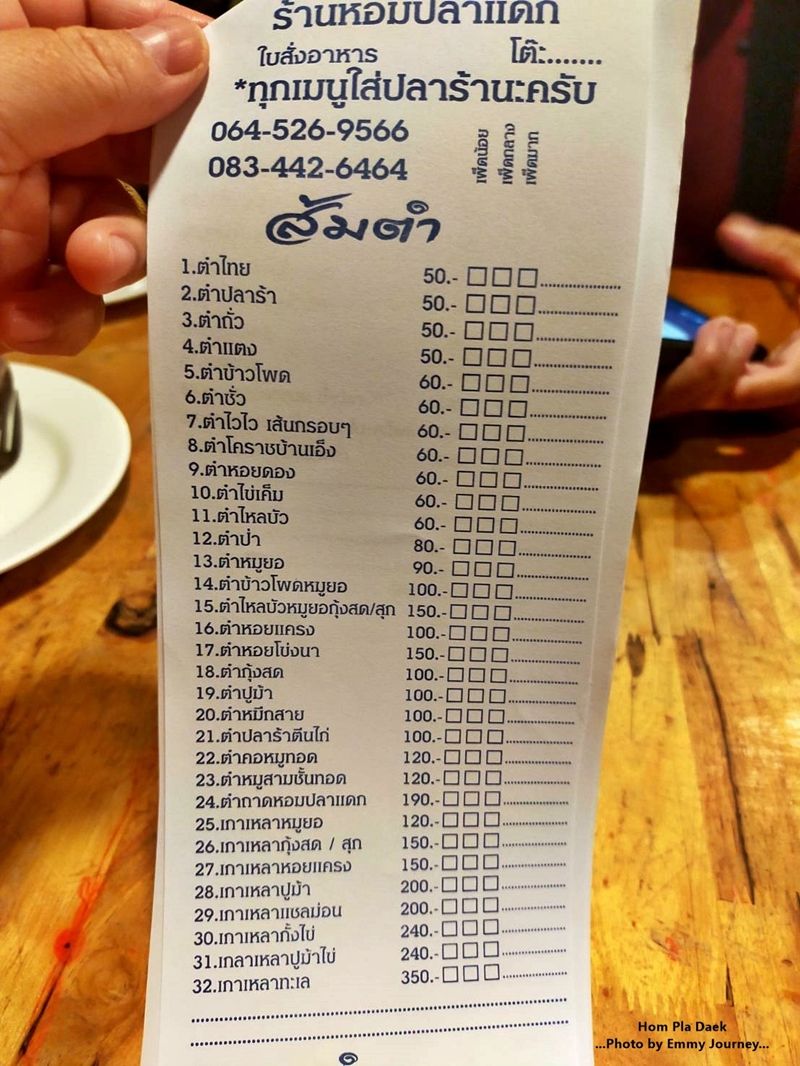 ร้านหอมปลาแดก
ใบสั่งอาหาร โต๊ะ.......
*ทุกเมนูใส่ปลาร้านะครับ
064-526-9566
083-442-6464
เผ็ดน้อย
เผ็ดกลาง
เผ็ดมาก
ส้มตำ
1.ตำไทย 50.- ☐☐☐....................
2.ตำปลาร้า 50.- ☐☐☐....................
3.ตำถั่ว 50.- ☐☐☐....................
4.ตำแตง 50.- ☐☐☐....................
5.ตำข้าวโพด 60.- ☐☐☐....................
6.ตำซั่ว 60.- ☐☐☐....................
7.ตำไวไว เส้นกรอบๆ 60.- ☐☐☐....................
8.ตำโคราชบ้านเอ็ง 60.- ☐☐☐....................
9.ตำหอยดอง 60.- ☐☐☐....................
10.ตำไข่เค็ม 60.- ☐☐☐....................
11.ตำไหลบัว 60.- ☐☐☐....................
12.ตำป่า 80.- ☐☐☐....................
13.ตำหมูยอ 90.- ☐☐☐....................
14.ตำข้าวโพดหมูยอ 100.- ☐☐☐....................
15.ตำไหลบัวหมูยอกุ้งสด/สุก 150.- ☐☐☐....................
16.ตำหอยแครง 100.- ☐☐☐....................
17.ตำหอยโข่งนา 150.- ☐☐☐....................
18.ตำกุ้งสด 100.- ☐☐☐....................
19.ตำปูม้า 100.- ☐☐☐....................
20.ตำหมึกสาย 100.- ☐☐☐....................
21.ตำปลาร้าตีนไก่ 100.- ☐☐☐....................
22.ตำคอหมูทอด 120.- ☐☐☐....................
23.ตำหมูสามชั้นทอด 120.- ☐☐☐....................
24.ตำถาดหอมปลาแดก 190.- ☐☐☐....................
25.เกาเหลาหมูยอ 120.- ☐☐☐....................
26.เกาเหลากุ้งสด / สุก 150.- ☐☐☐....................
27.เกาเหลาหอยแครง 150.- ☐☐☐....................
28.เกาเหลาปูม้า 200.- ☐☐☐....................
29.เกาเหลาแซลม่อน 200.- ☐☐☐....................
30.เกาเหลากั้งไข่ 240.- ☐☐☐....................
31.เกลาเหลาปูม้าไข่ 240.- ☐☐☐....................
32.เกาเหลาทะเล 350.- ☐☐☐....................
Hom Pla Daek
...Photo by Emmy Journey...